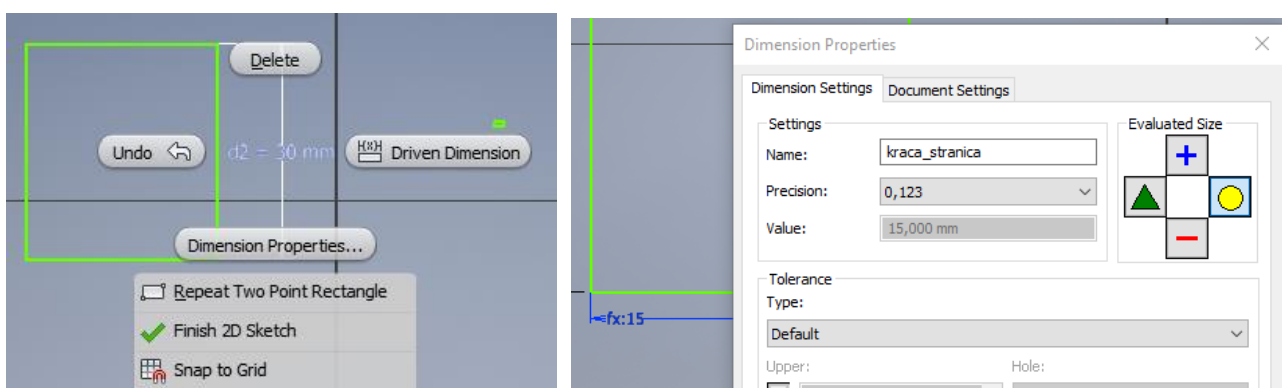 Delete
Undo
d2 = 30 mm
Driven Dimension
Dimension Properties...
Repeat Two Point Rectangle
Finish 2D Sketch
Snap to Grid
Dimension Properties
Dimension Settings
Document Settings
Settings
Evaluated Size
Name:
kraca_stranica
Precision:
0,123
Value:
15,000 mm
fx:15
Tolerance
Type:
Default
Upper:
Hole: